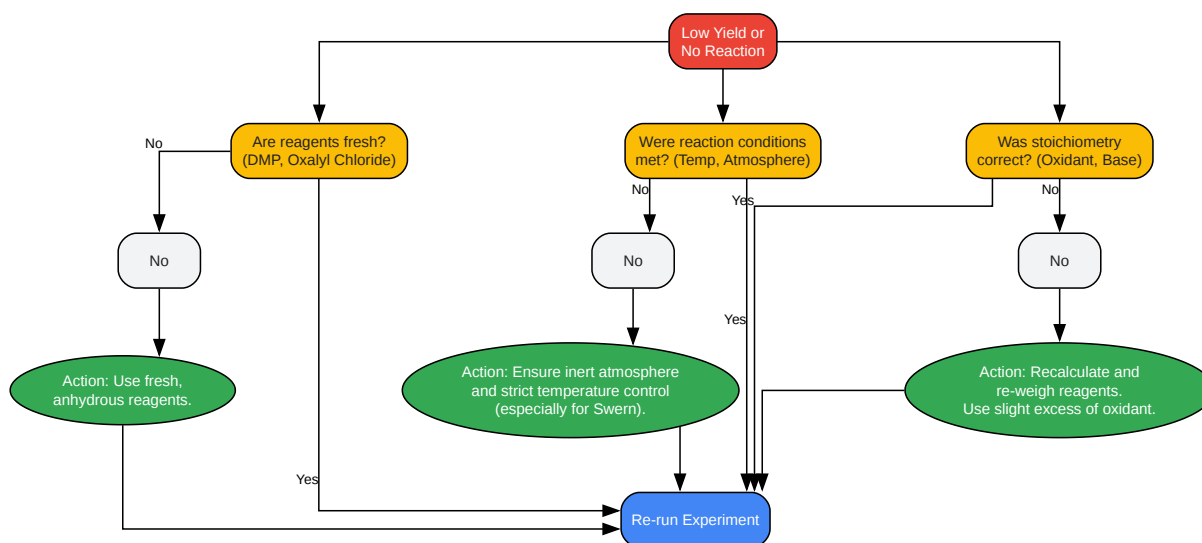 Low Yield or
No Reaction
Are reagents fresh?
(DMP, Oxalyl Chloride)
Were reaction conditions
met? (Temp, Atmosphere)
Was stoichiometry
correct? (Oxidant, Base)
No
No
Yes
No
No
No
No
Yes
Action: Use fresh,
anhydrous reagents.
Action: Ensure inert atmosphere
and strict temperature control
(especially for Swern).
Action: Recalculate and
re-weigh reagents.
Use slight excess of oxidant.
Yes
Re-run Experiment